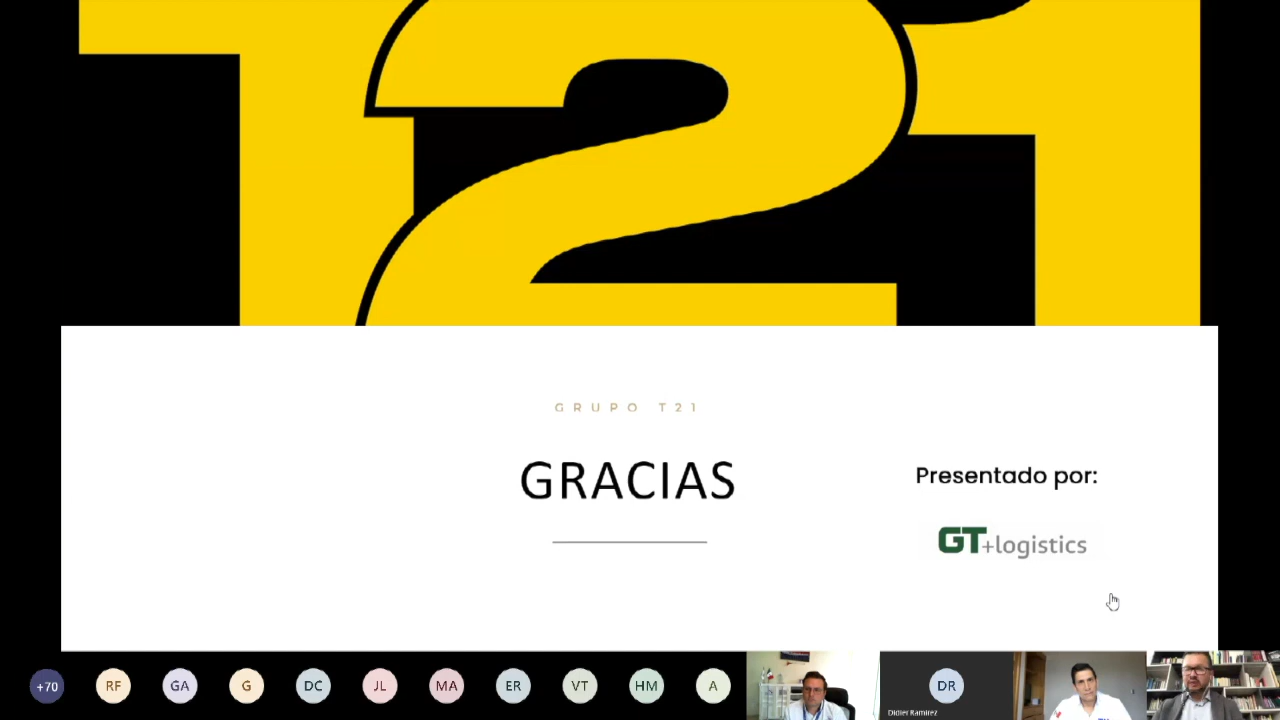 T21
GRUPO T21
GRACIAS
Presentado por:
GT+logistics
+70
RF
GA
G
DC
JL
MA
ER
VT
HM
A
DR
Didier Ramirez